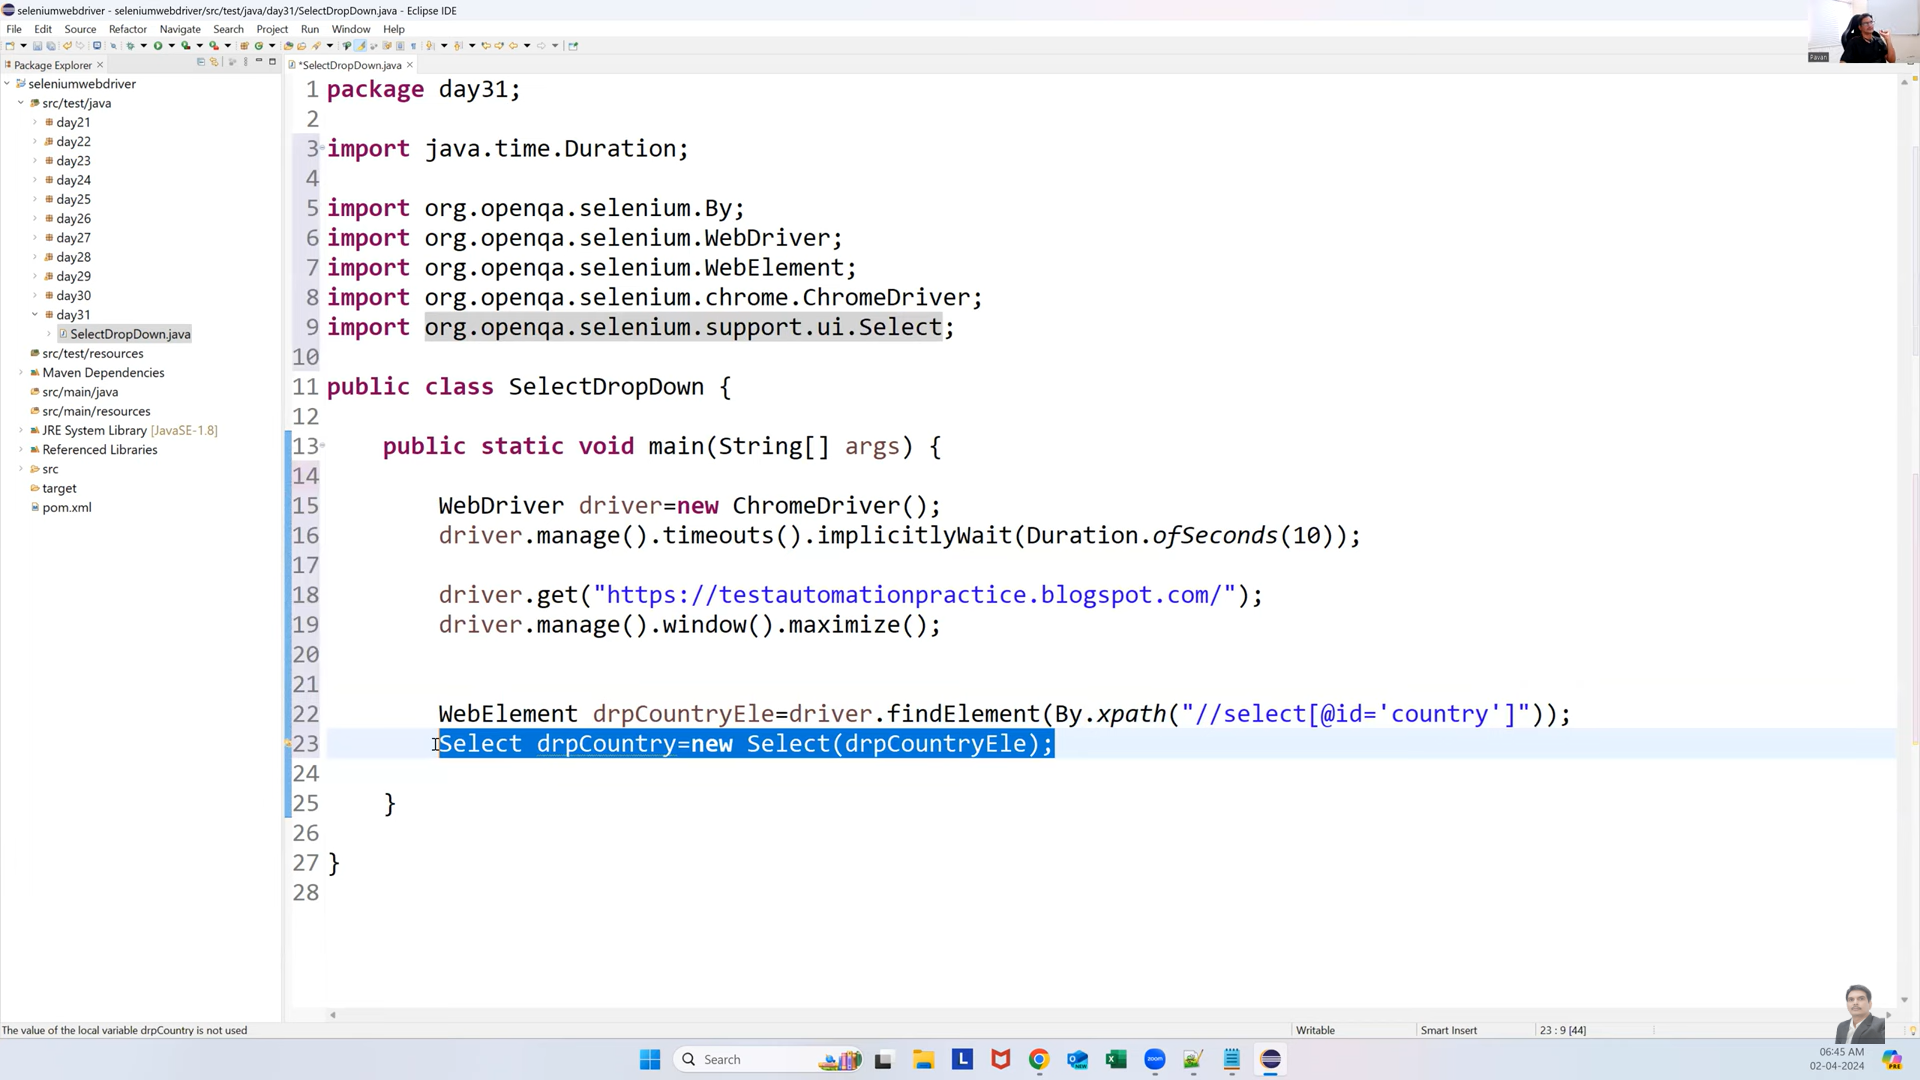 seleniumwebdriver - seleniumwebdriver/src/test/java/day31/SelectDropDown.java - Eclipse IDE
File Edit Source Refactor Navigate Search Project Run Window Help
Package Explorer
*SelectDropDown.java
seleniumwebdriver
src/test/java
day21
day22
day23
day24
day25
day26
day27
day28
day29
day30
day31
SelectDropDown.java
src/test/resources
Maven Dependencies
src/main/java
src/main/resources
JRE System Library [JavaSE-1.8]
Referenced Libraries
src
target
pom.xml
1 package day31;
2
3 import java.time.Duration;
4
5 import org.openqa.selenium.By;
6 import org.openqa.selenium.WebDriver;
7 import org.openqa.selenium.WebElement;
8 import org.openqa.selenium.chrome.ChromeDriver;
9 import org.openqa.selenium.support.ui.Select;
10
11 public class SelectDropDown {
12
13 public static void main(String[] args) {
14
15 WebDriver driver=new ChromeDriver();
16 driver.manage().timeouts().implicitlyWait(Duration.ofSeconds(10));
17
18 driver.get("https://testautomationpractice.blogspot.com/");
19 driver.manage().window().maximize();
20
21
22 WebElement drpCountryEle=driver.findElement(By.xpath("//select[@id='country']"));
23 Select drpCountry=new Select(drpCountryEle);
24
25 }
26
27 }
28
Pavan
The value of the local variable drpCountry is not used
Writable
Smart Insert
23 : 9 [44]
Search
06:45 AM
02-04-2024